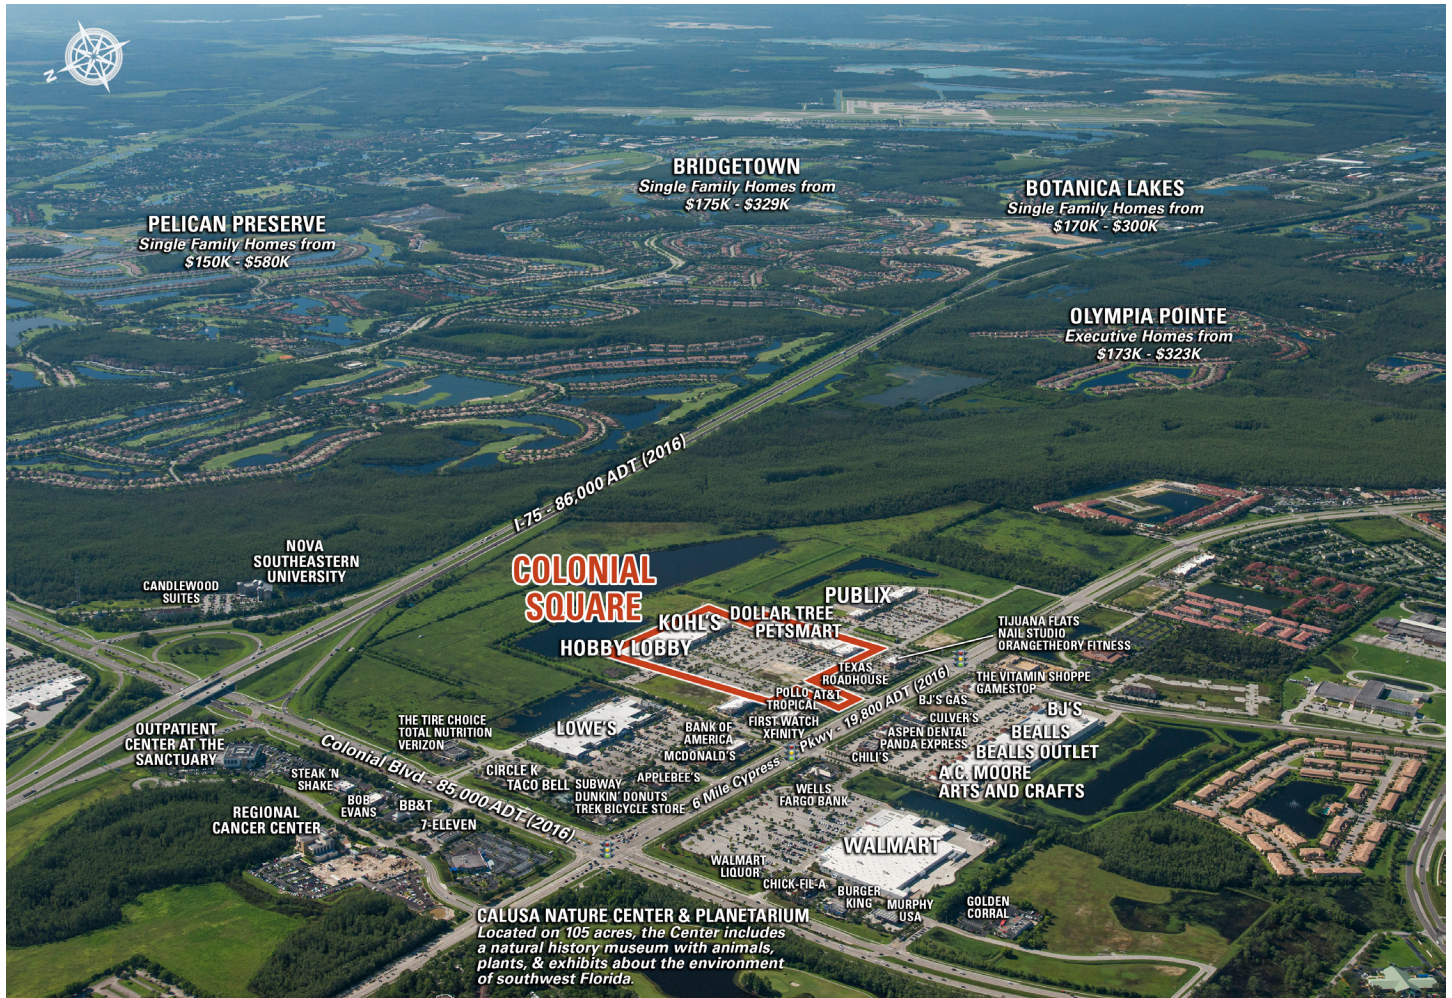 N
BRIDGETOWN
Single Family Homes from
$175K - $329K
BOTANICA LAKES
Single Family Homes from
$170K - $300K
PELICAN PRESERVE
Single Family Homes from
$150K - $580K
OLYMPIA POINTE
Executive Homes from
$173K - $323K
I-75 - 86,000 ADT (2016)
NOVA
SOUTHEASTERN
UNIVERSITY
CANDLEWOOD
SUITES
COLONIAL
SQUARE
PUBLIX
DOLLAR TREE
KOHL'S
PETSMART
HOBBY LOBBY
TIJUANA FLATS
NAIL STUDIO
ORANGETHEORY FITNESS
TEXAS
ROADHOUSE
THE VITAMIN SHOPPE
GAMESTOP
POLLO
TROPICAL
AT&T
BJ'S GAS
BJ'S
FIRST WATCH
XFINITY
6 Mile Cypress Pkwy - 19,800 ADT (2016)
CULVER'S
ASPEN DENTAL
PANDA EXPRESS
CHILI'S
BEALLS
BEALLS OUTLET
A.C. MOORE
ARTS AND CRAFTS
OUTPATIENT
CENTER AT THE
SANCTUARY
THE TIRE CHOICE
TOTAL NUTRITION
VERIZON
LOWE'S
BANK OF
AMERICA
MCDONALD'S
Colonial Blvd - 85,000 ADT (2016)
CIRCLE K
TACO BELL
APPLEBEE'S
SUBWAY
DUNKIN' DONUTS
TREK BICYCLE STORE
STEAK 'N
SHAKE
BOB
EVANS
BB&T
7-ELEVEN
REGIONAL
CANCER CENTER
WELLS
FARGO BANK
WALMART
WALMART
LIQUOR
CHICK-FIL-A
BURGER
KING
MURPHY
USA
GOLDEN
CORRAL
CALUSA NATURE CENTER & PLANETARIUM
Located on 105 acres, the Center includes
a natural history museum with animals,
plants, & exhibits about the environment
of southwest Florida.